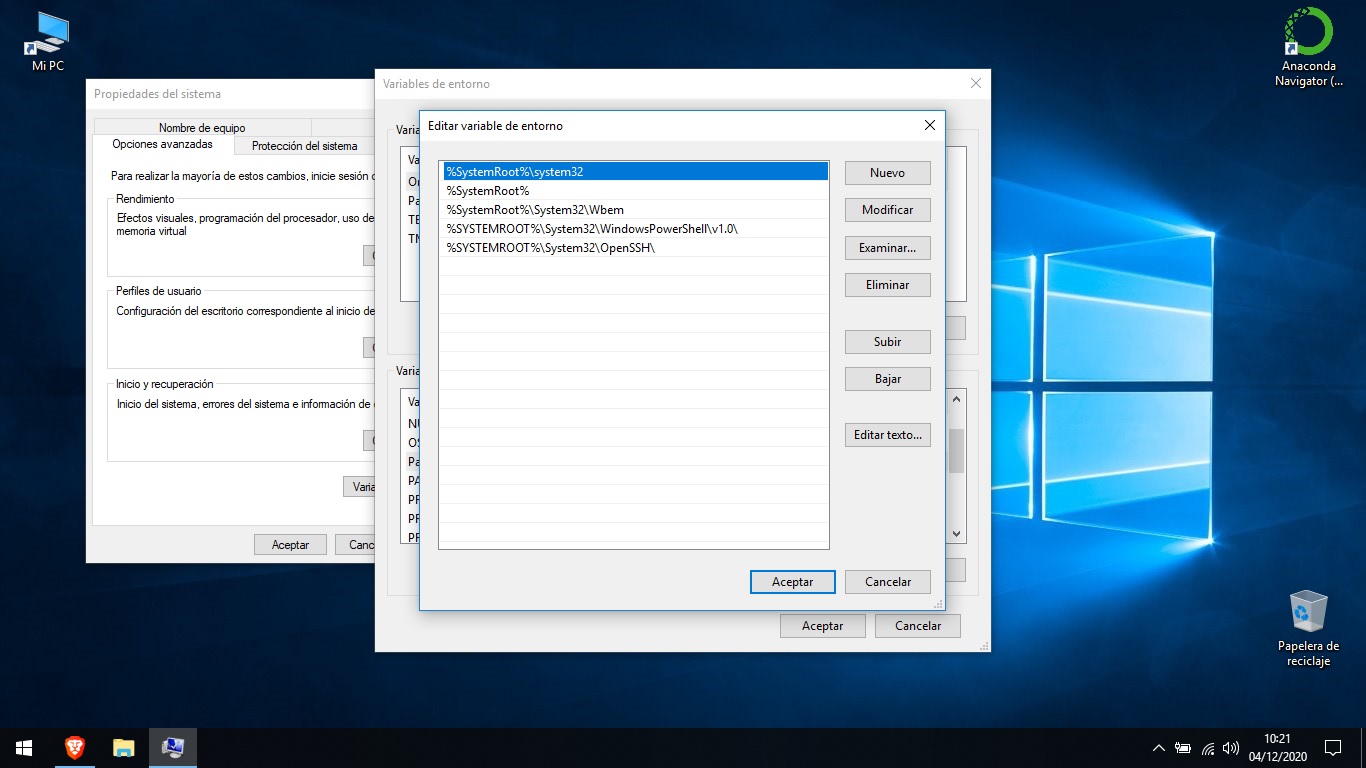 Mi PC
Anaconda
Navigator (...
Propiedades del sistema
Nombre de equipo
Opciones avanzadas
Protección del sistema
Para realizar la mayoría de estos cambios, inicie sesión
Rendimiento
Efectos visuales, programación del procesador, uso de
memoria virtual
Perfiles de usuario
Configuración del escritorio correspondiente al inicio de
Inicio y recuperación
Inicio del sistema, errores del sistema e información de
Varia
Aceptar
Canc
Variables de entorno
Varia
Va
Or
Pa
TE
TM
Varia
Va
NU
OS
Pa
PA
PR
PR
PR
Aceptar
Cancelar
Editar variable de entorno
%SystemRoot%\system32
%SystemRoot%
%SystemRoot%\System32\Wbem
%SYSTEMROOT%\System32\WindowsPowerShell\v1.0\
%SYSTEMROOT%\System32\OpenSSH\
Nuevo
Modificar
Examinar...
Eliminar
Subir
Bajar
Editar texto...
Aceptar
Cancelar
Papelera de
reciclaje
10:21
04/12/2020